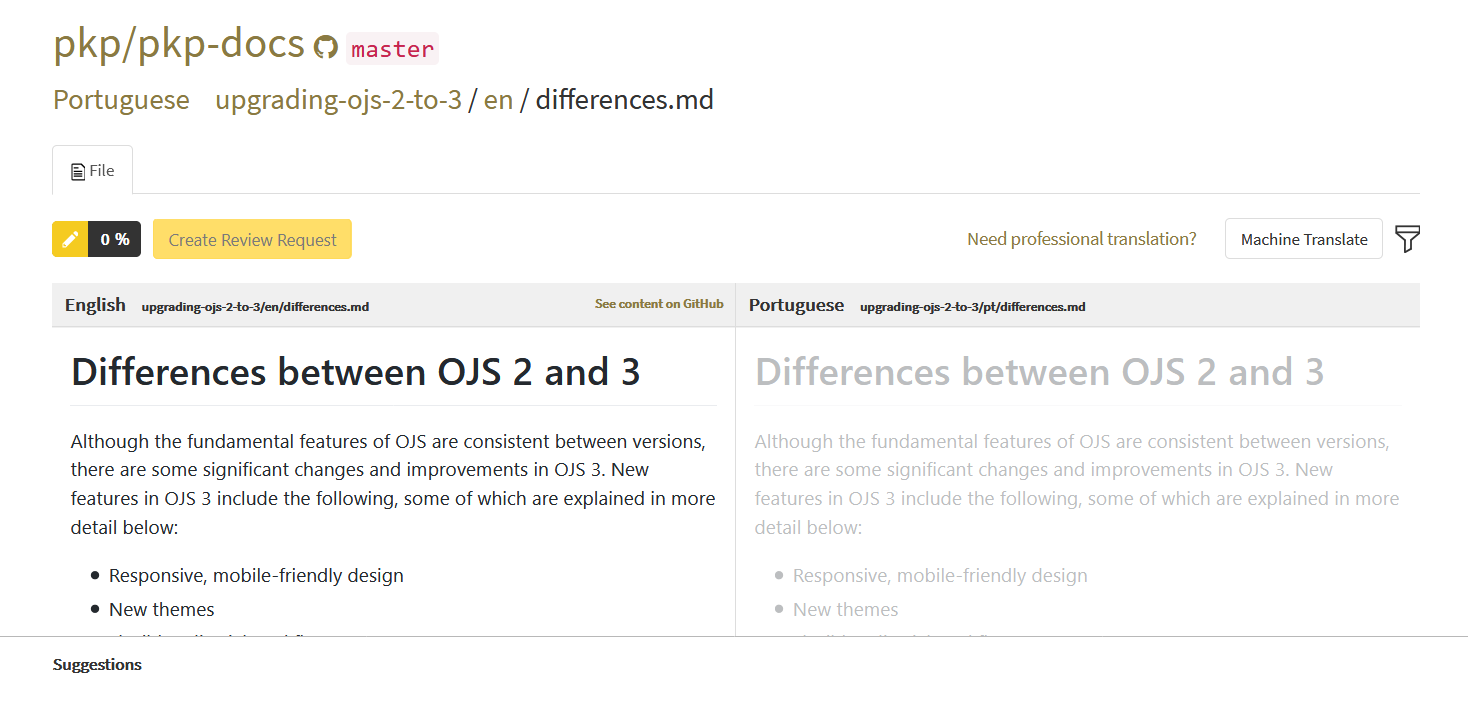 pkp/pkp-docs master
Portuguese upgrading-ojs-2-to-3 / en / differences.md
File
0 % Create Review Request Need professional translation? Machine Translate
English upgrading-ojs-2-to-3/en/differences.md See content on GitHub
Portuguese upgrading-ojs-2-to-3/pt/differences.md
Differences between OJS 2 and 3
Although the fundamental features of OJS are consistent between versions,
there are some significant changes and improvements in OJS 3. New
features in OJS 3 include the following, some of which are explained in more
detail below:
• Responsive, mobile-friendly design
• New themes
Differences between OJS 2 and 3
Although the fundamental features of OJS are consistent between versions,
there are some significant changes and improvements in OJS 3. New
features in OJS 3 include the following, some of which are explained in more
detail below:
• Responsive, mobile-friendly design
• New themes
Suggestions